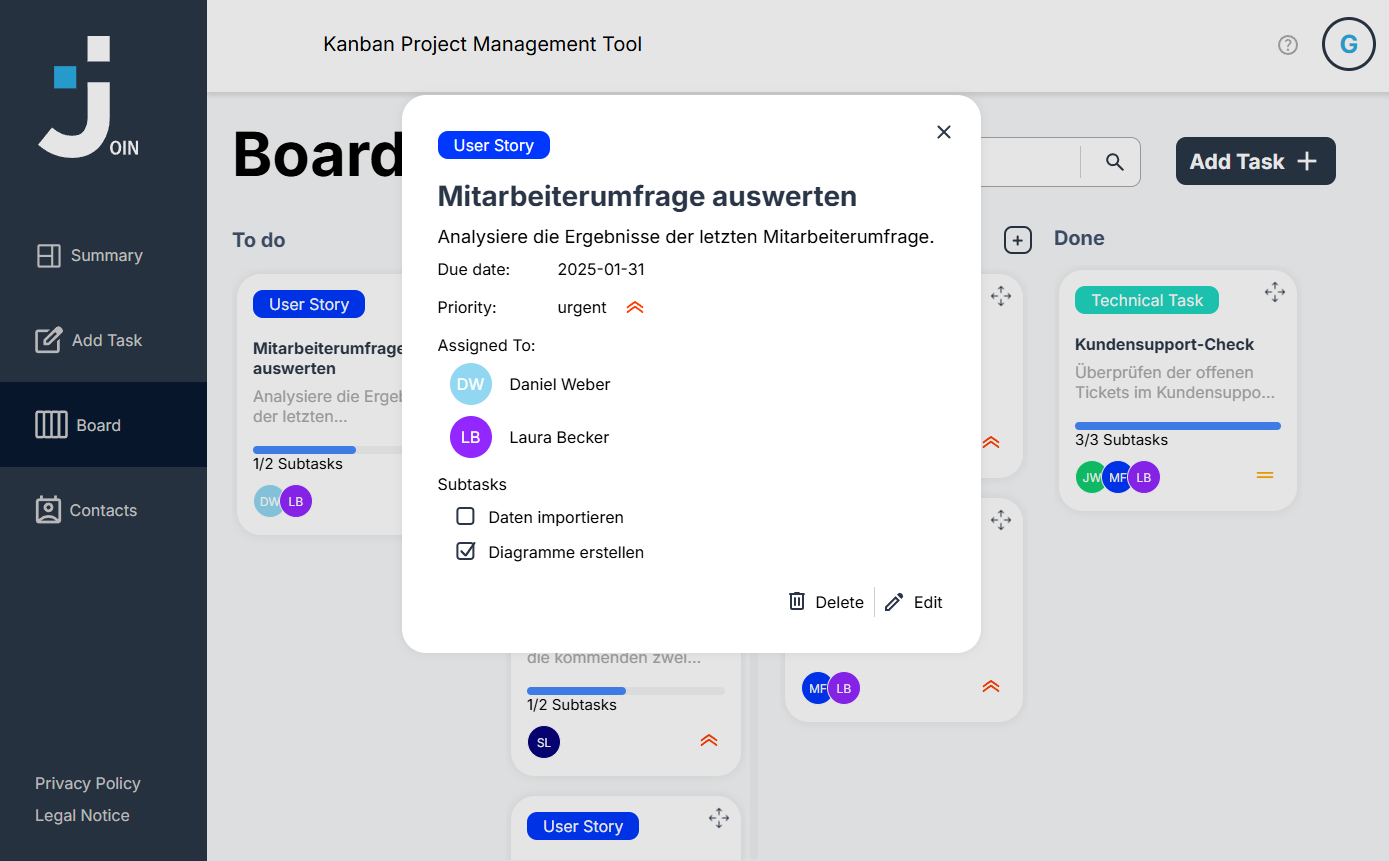 OIN
Summary
Add Task
Board
Contacts
Privacy Policy
Legal Notice
Kanban Project Management Tool
?
G
Board
Add Task
To do
User Story
Mitarbeiterumfrage
auswerten
Analysiere die Ergeb
der letzten...
1/2 Subtasks
DW LB
User Story
Mitarbeiterumfrage auswerten
Analysiere die Ergebnisse der letzten Mitarbeiterumfrage.
Due date: 2025-01-31
Priority: urgent
Assigned To:
DW Daniel Weber
LB Laura Becker
Subtasks
Daten importieren
Diagramme erstellen
Delete Edit
die kommenden zwei...
1/2 Subtasks
SL
User Story
MF LB
Done
Technical Task
Kundensupport-Check
Überprüfen der offenen
Tickets im Kundensuppo...
3/3 Subtasks
JW MF LB